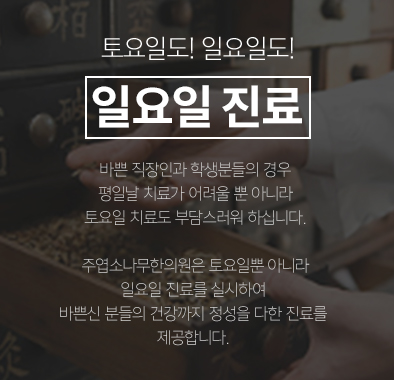 토요일도! 일요일도!
일요일 진료
바쁜 직장인과 학생분들의 경우
평일날 치료가 어려울 뿐 아니라
토요일 치료도 부담스러워 하십니다.
주엽소나무한의원은 토요일뿐 아니라
일요일 진료를 실시하여
바쁘신 분들의 건강까지 정성을 다한 진료를
제공합니다.